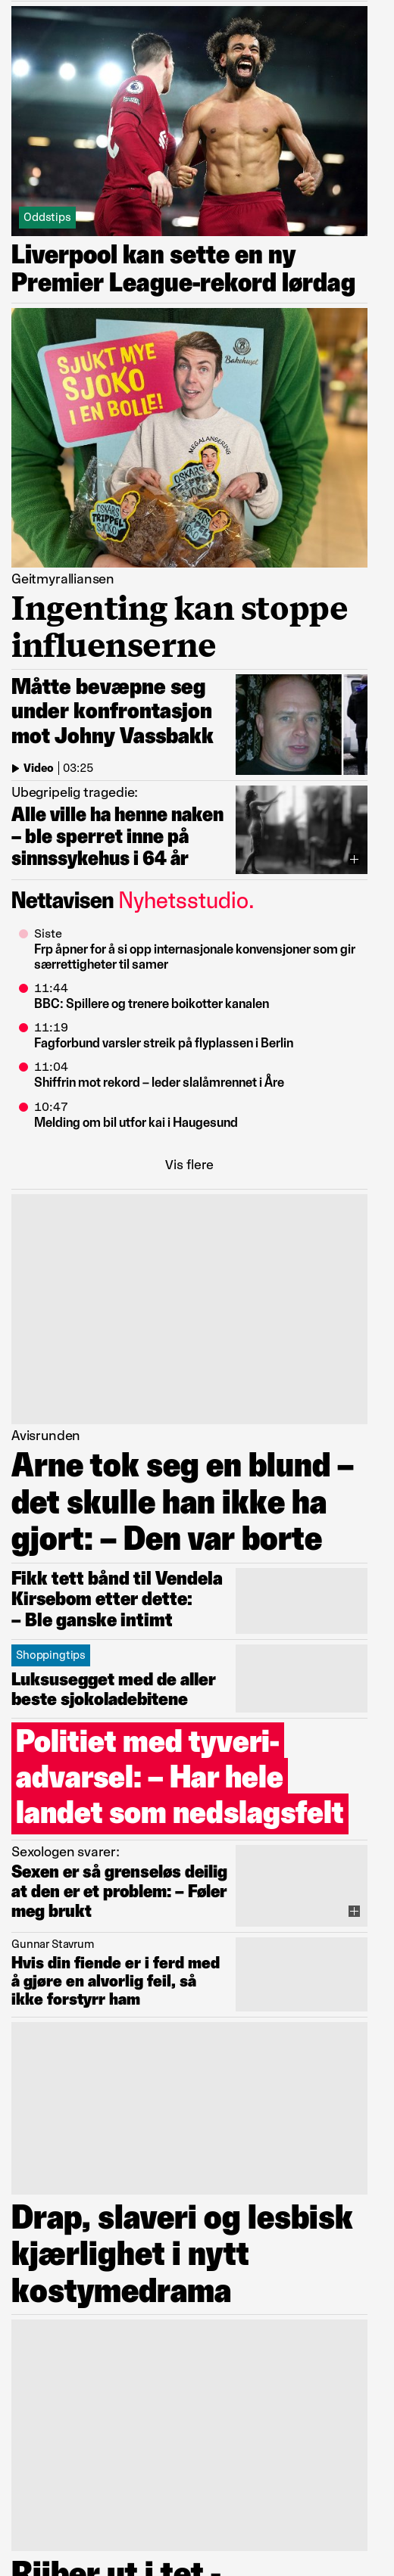 Oddstips
Liverpool kan sette en ny
Premier League-rekord lørdag
SJUKT MYE
SJOKO
I EN BOLLE!
Bakehuset
MEGALANSERING
OSKARS
TRIPPEL
SJOKO
Geitmyralliansen
Ingenting kan stoppe
influenserne
Måtte bevæpne seg
under konfrontasjon
mot Johny Vassbakk
Video | 03:25
Ubegripelig tragedie:
Alle ville ha henne naken
– ble sperret inne på
sinnssykehus i 64 år
Nettavisen Nyhetsstudio.
Siste
Frp åpner for å si opp internasjonale konvensjoner som gir
særrettigheter til samer
11:44
BBC: Spillere og trenere boikotter kanalen
11:19
Fagforbund varsler streik på flyplassen i Berlin
11:04
Shiffrin mot rekord – leder slalåmrennet i Åre
10:47
Melding om bil utfor kai i Haugesund
Vis flere
Avisrunden
Arne tok seg en blund –
det skulle han ikke ha
gjort: – Den var borte
Fikk tett bånd til Vendela
Kirsebom etter dette:
– Ble ganske intimt
Shoppingtips
Luksusegget med de aller
beste sjokoladebitene
Politiet med tyveri-
advarsel: – Har hele
landet som nedslagsfelt
Sexologen svarer:
Sexen er så grenseløs deilig
at den er et problem: – Føler
meg brukt
Gunnar Stavrum
Hvis din fiende er i ferd med
å gjøre en alvorlig feil, så
ikke forstyrr ham
Drap, slaveri og lesbisk
kjærlighet i nytt
kostymedrama